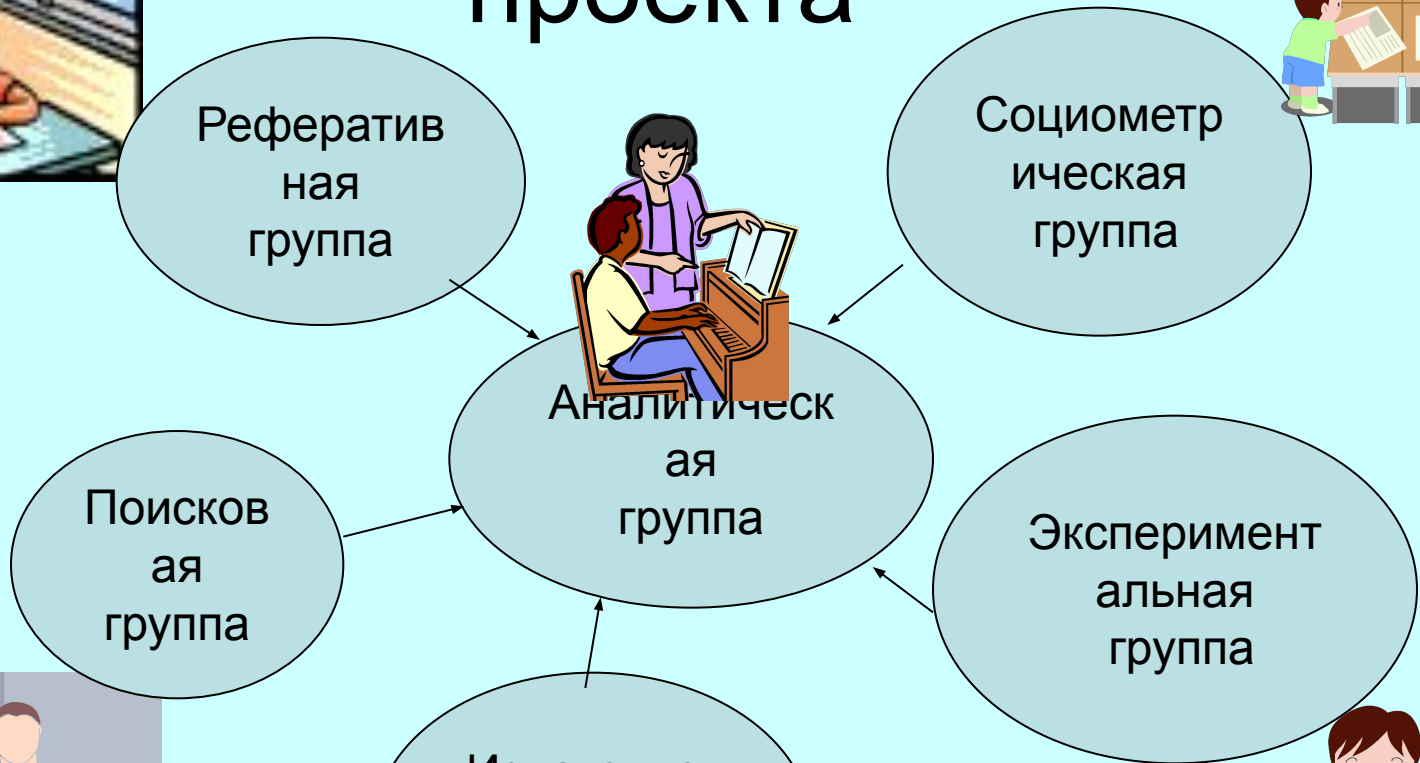 проекта
Рефератив
ная
группа
Социометр
ическая
группа
Аналитическ
ая
группа
Поисков
ая
группа
Эксперимент
альная
группа